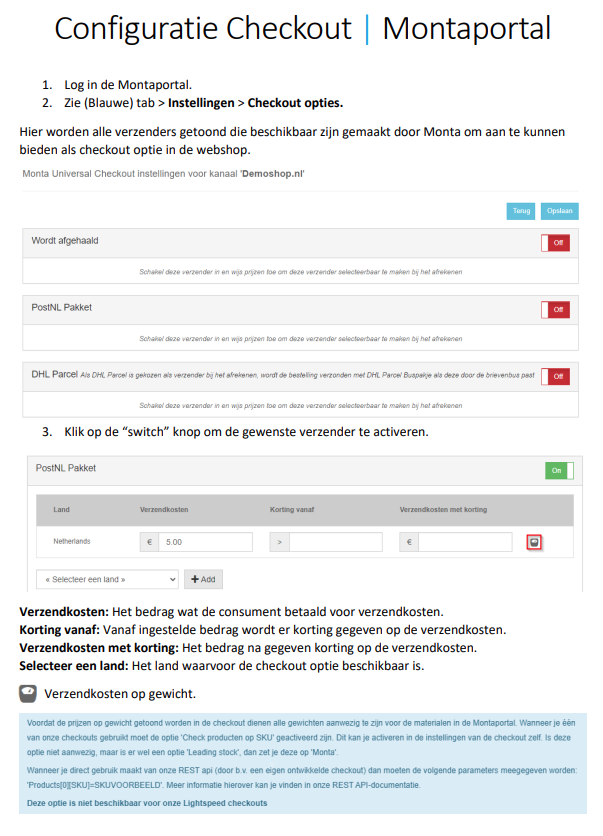 Configuratie Checkout | Montaportal
1. Log in de Montaportal.
2. Zie (Blauwe) tab > Instellingen > Checkout opties.
Hier worden alle verzenders getoond die beschikbaar zijn gemaakt door Monta om aan te kunnen
bieden als checkout optie in de webshop.
Monta Universal Checkout instellingen voor kanaal 'Demoshop.nl'
Terug Opslaan
Wordt afgehaald Off
Schakel deze verzender in en wijs prijzen toe om deze verzender selecteerbaar te maken bij het afrekenen
PostNL Pakket Off
Schakel deze verzender in en wijs prijzen toe om deze verzender selecteerbaar te maken bij het afrekenen
DHL Parcel Als DHL Parcel is gekozen als verzender bij het afrekenen, wordt de bestelling verzonden met DHL Parcel Buspakje als deze door de brievenbus past Off
Schakel deze verzender in en wijs prijzen toe om deze verzender selecteerbaar te maken bij het afrekenen
3. Klik op de “switch” knop om de gewenste verzender te activeren.
PostNL Pakket On
Land Verzendkosten Korting vanaf Verzendkosten met korting
Netherlands € 5.00 > €
« Selecteer een land » + Add
Verzendkosten: Het bedrag wat de consument betaald voor verzendkosten.
Korting vanaf: Vanaf ingestelde bedrag wordt er korting gegeven op de verzendkosten.
Verzendkosten met korting: Het bedrag na gegeven korting op de verzendkosten.
Selecteer een land: Het land waarvoor de checkout optie beschikbaar is.
Verzendkosten op gewicht.
Voordat de prijzen op gewicht getoond worden in de checkout dienen alle gewichten aanwezig te zijn voor de materialen in de Montaportal. Wanneer je één
van onze checkouts gebruikt moet de optie 'Check producten op SKU' geactiveerd zijn. Dit kan je activeren in de instellingen van de checkout zelf. Is deze
optie niet aanwezig, maar is er wel een optie 'Leading stock', dan zet je deze op 'Monta'.
Wanneer je direct gebruik maakt van onze REST api (door b.v. een eigen ontwikkelde checkout) dan moeten de volgende parameters meegegeven worden:
'Products[0][SKU]=SKUVOORBEELD'. Meer informatie hierover kan je vinden in onze REST API-documentatie.
Deze optie is niet beschikbaar voor onze Lightspeed checkouts